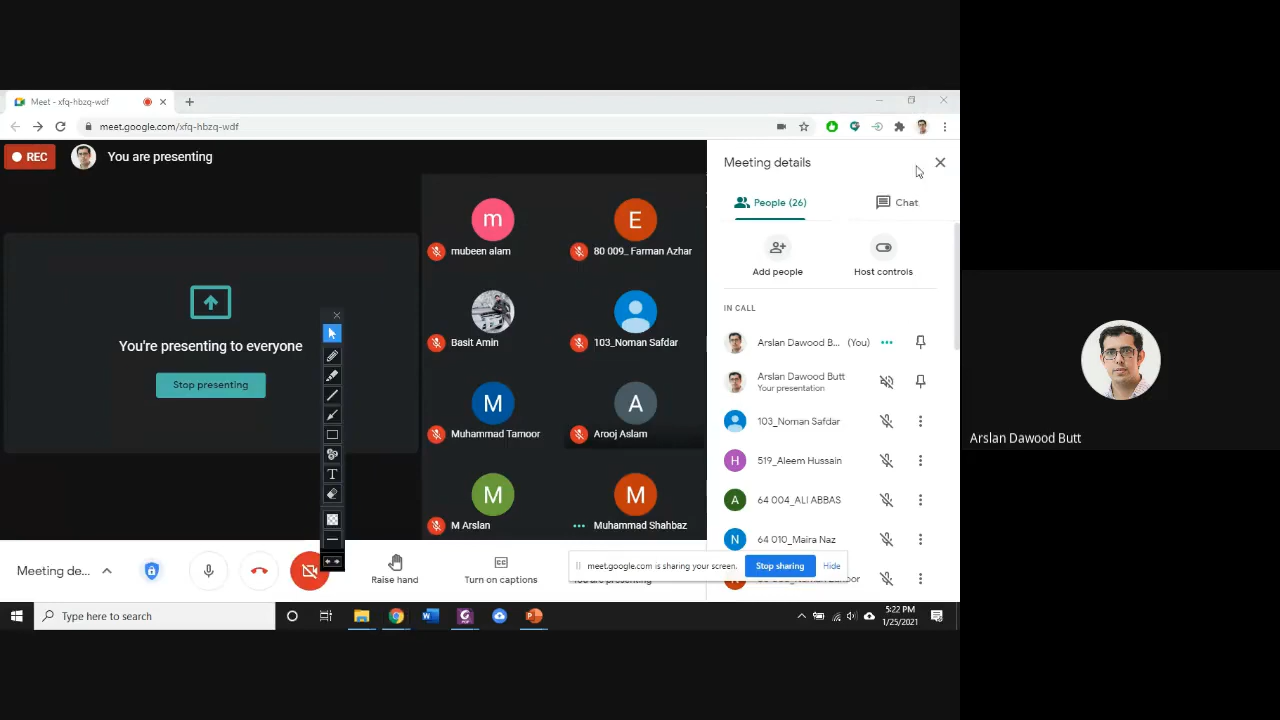 Meet - xfq-hbzq-wdf
meet.google.com/xfq-hbzq-wdf
REC
You are presenting
You're presenting to everyone
Stop presenting
m
mubeen alam
E
80 009_ Farman Azhar
Basit Amin
103_Noman Safdar
M
Muhammad Tamoor
A
Arooj Aslam
M
M Arslan
M
Muhammad Shahbaz
T
Meeting details
People (26)
Chat
Add people
Host controls
IN CALL
Arslan Dawood B... (You)
Arslan Dawood Butt
Your presentation
103_Noman Safdar
H
519_Aleem Hussain
A
64 004_ALI ABBAS
N
64 010_Maira Naz
meet.google.com is sharing your screen.
Stop sharing
Hide
Meeting de...
Raise hand
Turn on captions
Type here to search
5:22 PM
1/25/2021
Arslan Dawood Butt